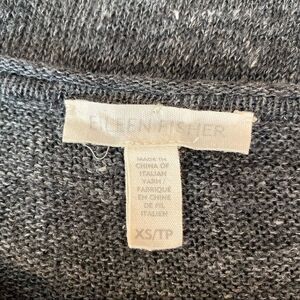 EILEEN FISHER
MADE IN
CHINA OF
ITALIAN
YARN/
FABRIQUÉ
EN CHINE
DE FIL
ITALIEN
XS/TP